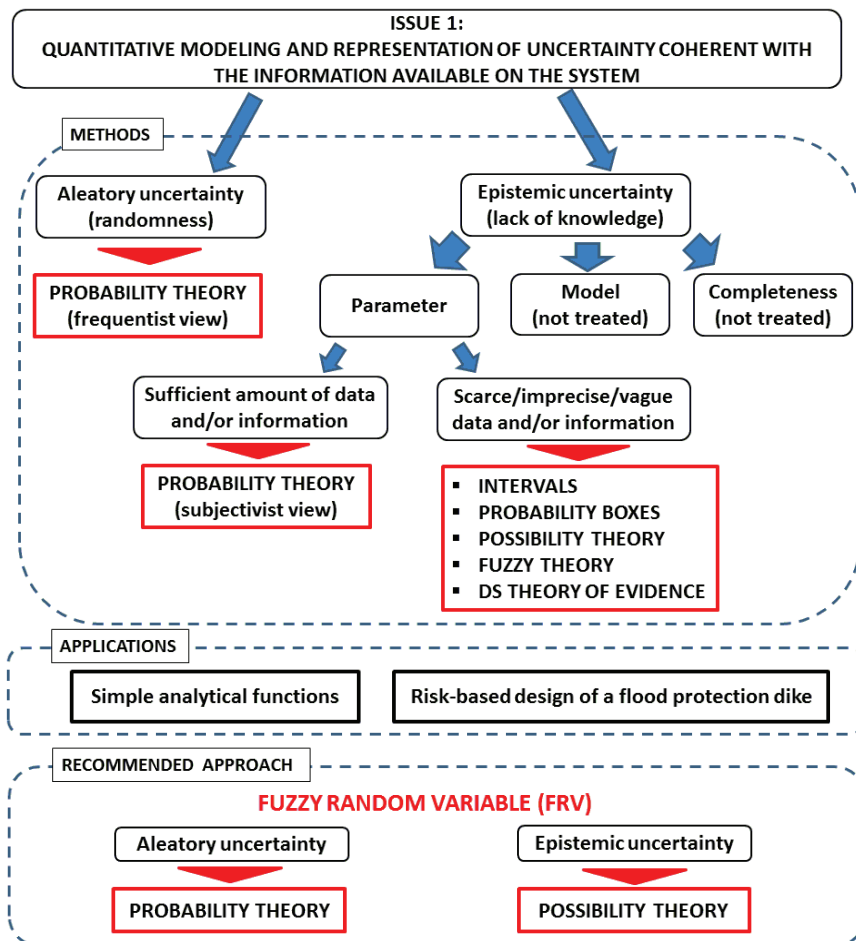 ISSUE 1:
QUANTITATIVE MODELING AND REPRESENTATION OF UNCERTAINTY COHERENT WITH
THE INFORMATION AVAILABLE ON THE SYSTEM
METHODS
Aleatory uncertainty
(randomness)
Epistemic uncertainty
(lack of knowledge)
PROBABILITY THEORY
(frequentist view)
Parameter
Model
(not treated)
Completeness
(not treated)
Sufficient amount of data
and/or information
Scarce/imprecise/vague
data and/or information
PROBABILITY THEORY
(subjectivist view)
▪ INTERVALS
▪ PROBABILITY BOXES
▪ POSSIBILITY THEORY
▪ FUZZY THEORY
▪ DS THEORY OF EVIDENCE
APPLICATIONS
Simple analytical functions
Risk-based design of a flood protection dike
RECOMMENDED APPROACH
FUZZY RANDOM VARIABLE (FRV)
Aleatory uncertainty
Epistemic uncertainty
PROBABILITY THEORY
POSSIBILITY THEORY